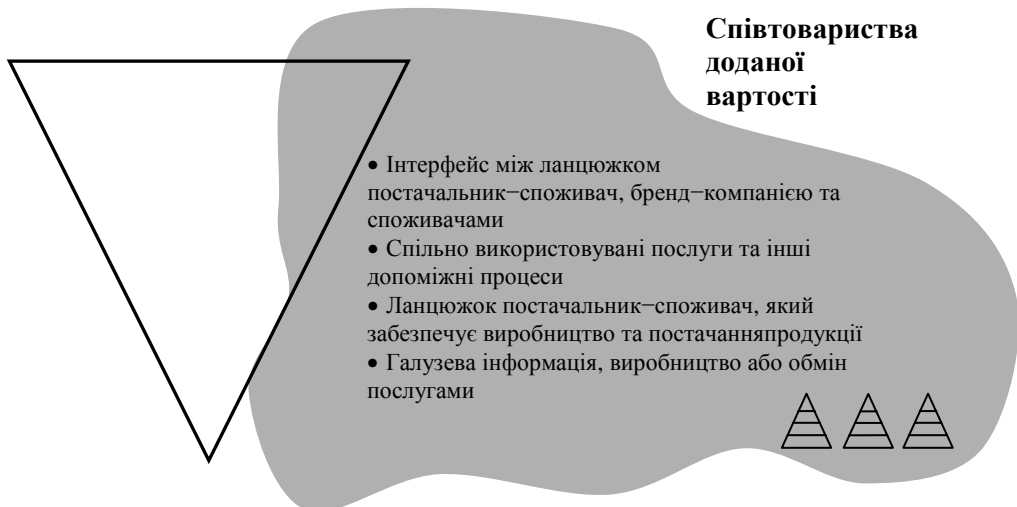 Співтовариства
доданої
вартості
• Інтерфейс між ланцюжком
постачальник−споживач, бренд−компанією та
споживачами
• Спільно використовувані послуги та інші
допоміжні процеси
• Ланцюжок постачальник−споживач, який
забезпечує виробництво та постачанняпродукції
• Галузева інформація, виробництво або обмін
послугами